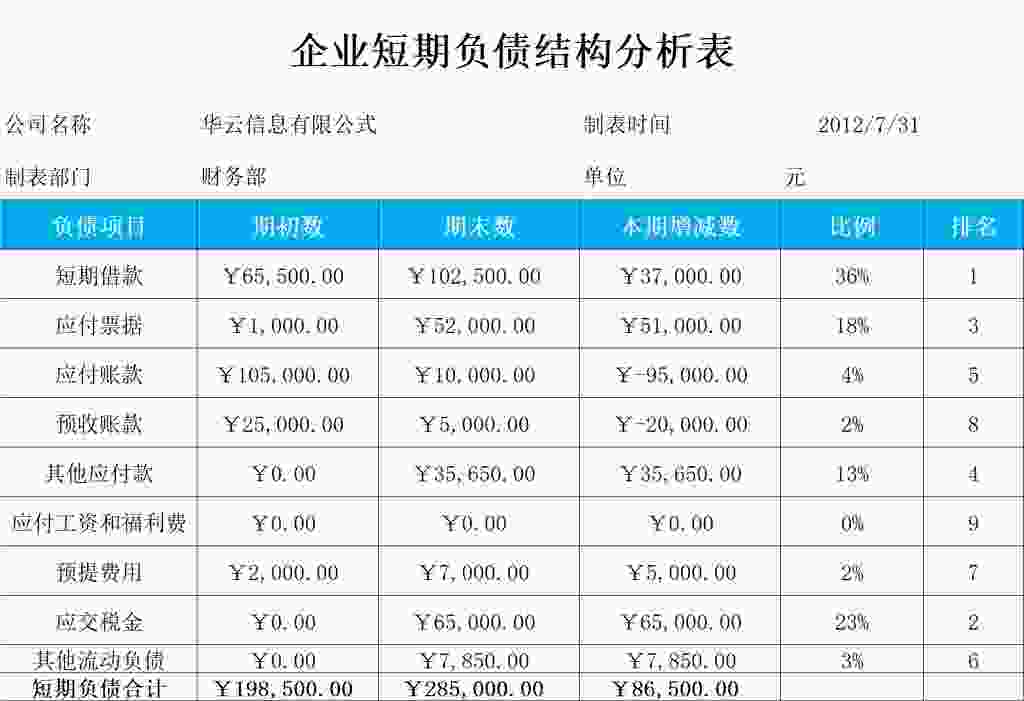 企业短期负债结构分析表
公司名称 华云信息有限公式 制表时间 2012/7/31
制表部门 财务部 单位 元
负债项目 期初数 期末数 本期增减数 比例 排名
短期借款 ¥65,500.00 ¥102,500.00 ¥37,000.00 36% 1
应付票据 ¥1,000.00 ¥52,000.00 ¥51,000.00 18% 3
应付账款 ¥105,000.00 ¥10,000.00 ¥-95,000.00 4% 5
预收账款 ¥25,000.00 ¥5,000.00 ¥-20,000.00 2% 8
其他应付款 ¥0.00 ¥35,650.00 ¥35,650.00 13% 4
应付工资和福利费 ¥0.00 ¥0.00 ¥0.00 0% 9
预提费用 ¥2,000.00 ¥7,000.00 ¥5,000.00 2% 7
应交税金 ¥0.00 ¥65,000.00 ¥65,000.00 23% 2
其他流动负债 ¥0.00 ¥7,850.00 ¥7,850.00 3% 6
短期负债合计 ¥198,500.00 ¥285,000.00 ¥86,500.00